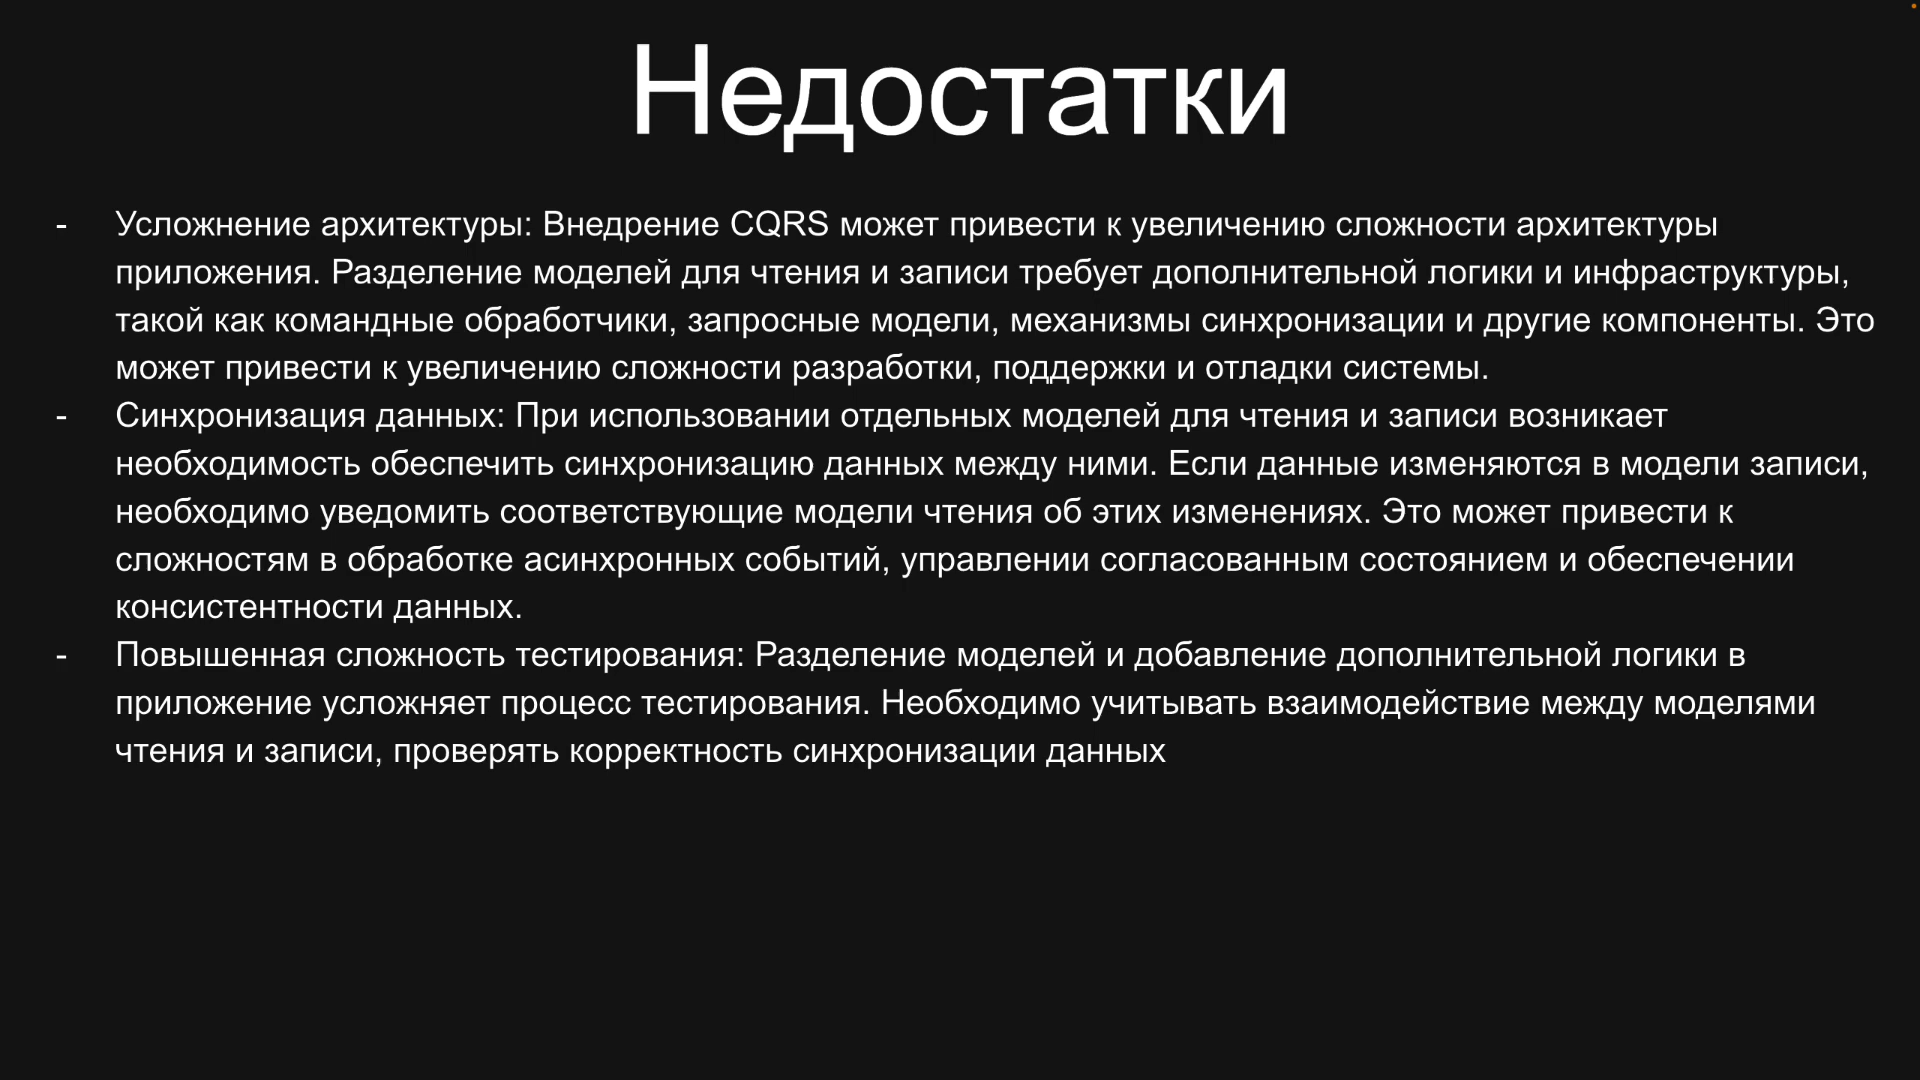 Недостатки
- Усложнение архитектуры: Внедрение CQRS может привести к увеличению сложности архитектуры
приложения. Разделение моделей для чтения и записи требует дополнительной логики и инфраструктуры,
такой как командные обработчики, запросные модели, механизмы синхронизации и другие компоненты. Это
может привести к увеличению сложности разработки, поддержки и отладки системы.
- Синхронизация данных: При использовании отдельных моделей для чтения и записи возникает
необходимость обеспечить синхронизацию данных между ними. Если данные изменяются в модели записи,
необходимо уведомить соответствующие модели чтения об этих изменениях. Это может привести к
сложностям в обработке асинхронных событий, управлении согласованным состоянием и обеспечении
консистентности данных.
- Повышенная сложность тестирования: Разделение моделей и добавление дополнительной логики в
приложение усложняет процесс тестирования. Необходимо учитывать взаимодействие между моделями
чтения и записи, проверять корректность синхронизации данных